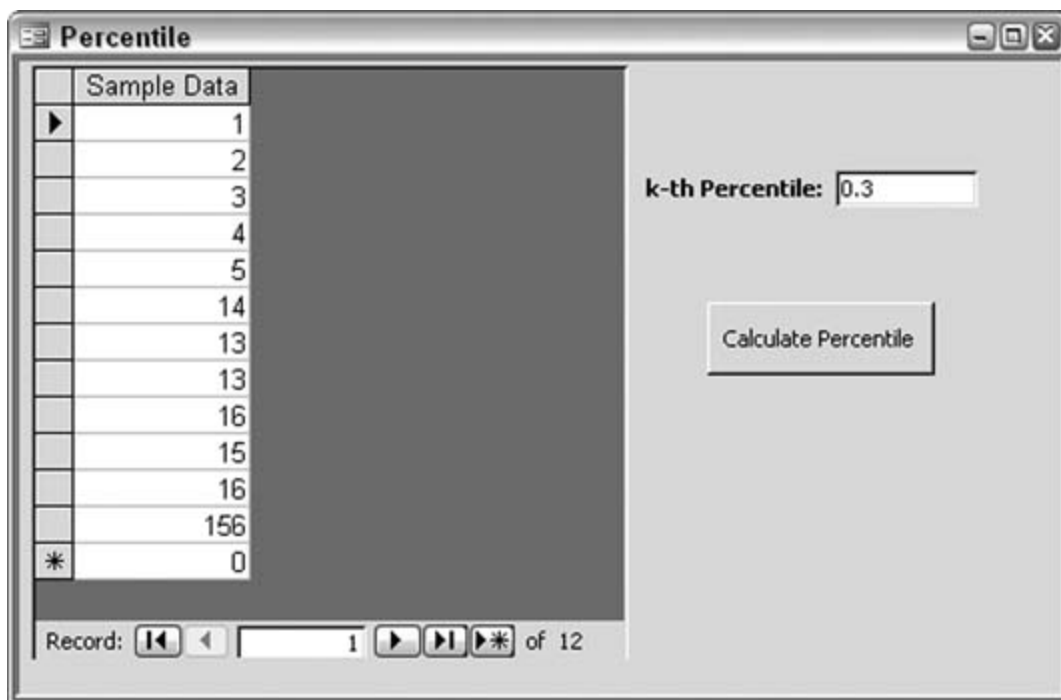 Percentile
Sample Data
1
2
3
4
5
14
13
13
16
15
16
156
0
k-th Percentile: 0.3
Calculate Percentile
Record: 1 of 12